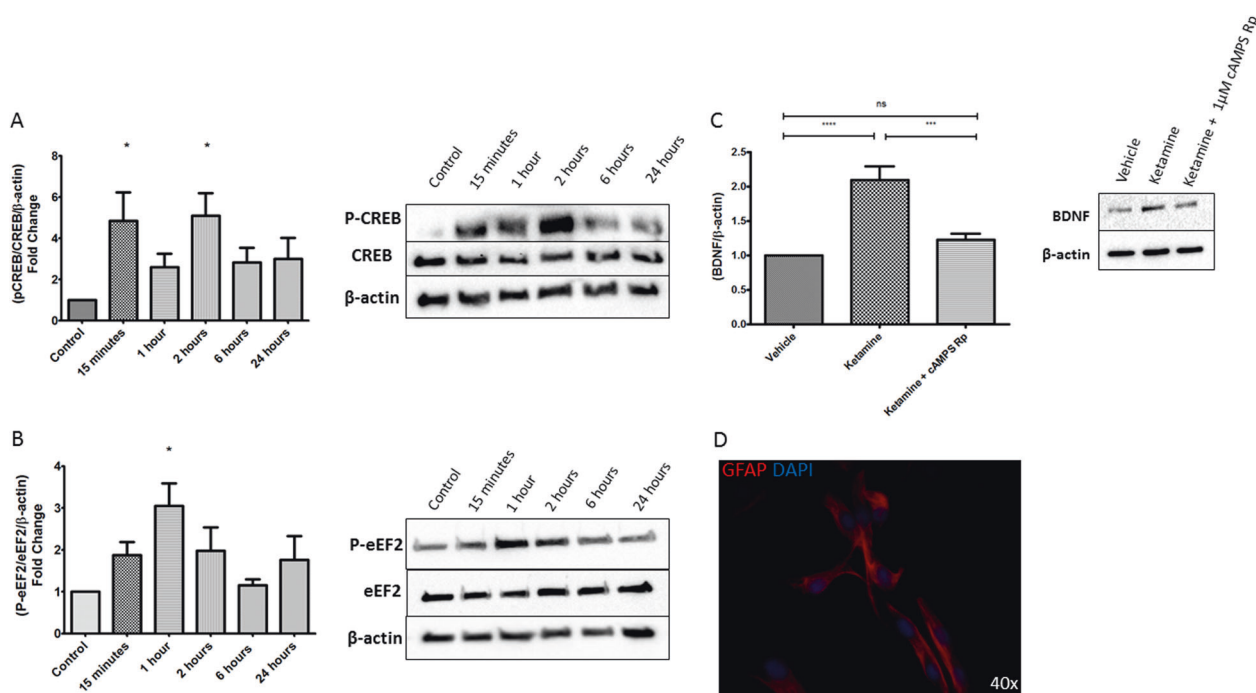 A
*
*
(pCREB/CREB/β-actin)
Fold Change
8
6
4
2
0
Control
15 minutes
1 hour
2 hours
6 hours
24 hours
Control
15 minutes
1 hour
2 hours
6 hours
24 hours
P-CREB
CREB
β-actin
B
*
(P-eEF2/eEF2/β-actin)
Fold Change
4
3
2
1
0
Control
15 minutes
1 hour
2 hours
6 hours
24 hours
Control
15 minutes
1 hour
2 hours
6 hours
24 hours
P-eEF2
eEF2
β-actin
C
ns
****
***
(BDNF/β-actin)
2.5
2.0
1.5
1.0
0.5
0.0
Vehicle
Ketamine
Ketamine + cAMPS Rp
Vehicle
Ketamine
Ketamine + 1μM cAMPS Rp
BDNF
β-actin
D
GFAP DAPI
40x